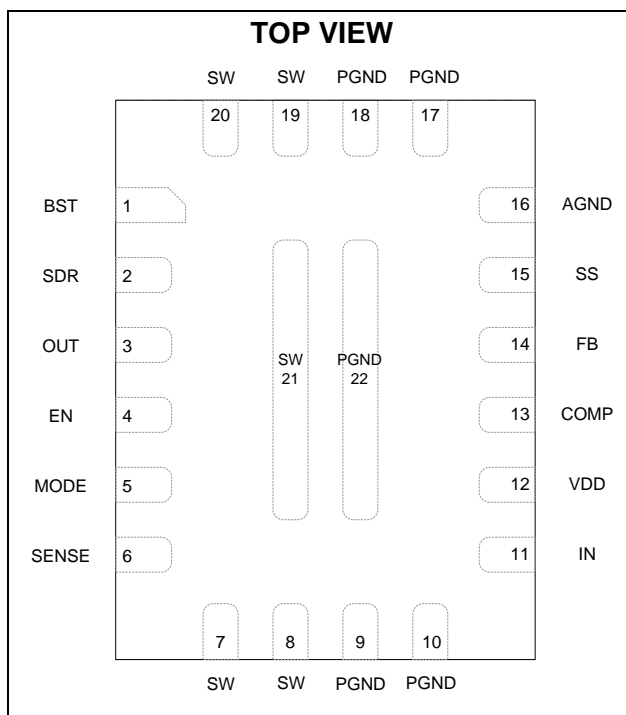 TOP VIEW
SW SW PGND PGND
20 19 18 17
BST 1 16 AGND
SDR 2 15 SS
OUT 3 14 FB
SW PGND
21 22
EN 4 13 COMP
MODE 5 12 VDD
SENSE 6 11 IN
7 8 9 10
SW SW PGND PGND